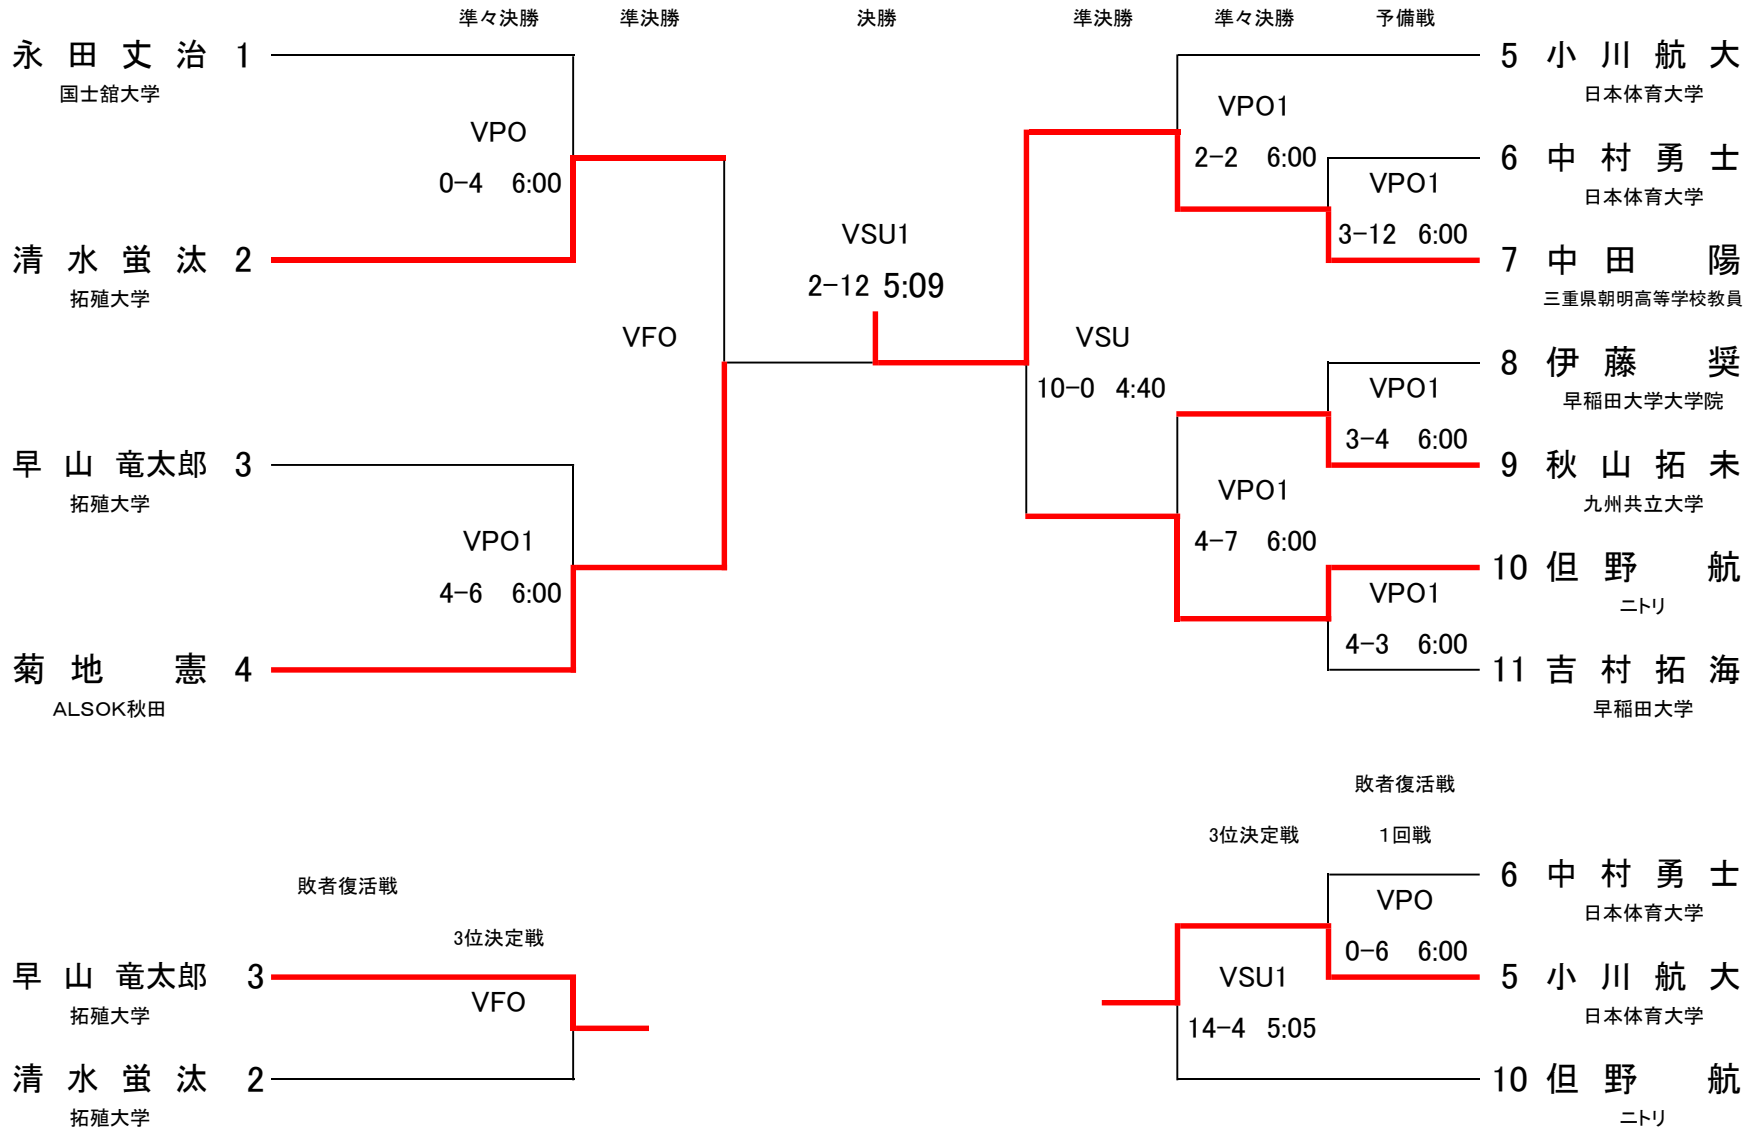 準々決勝 準決勝 決勝 準決勝 準々決勝 予備戦
永田丈治 1
国士舘大学
VPO
0-4 6:00
清水蛍汰 2
拓殖大学
VFO
早山竜太郎 3
拓殖大学
VPO1
4-6 6:00
菊地 憲 4
ALSOK秋田
VSU1
2-12 5:09
5 小川航大
日本体育大学
VPO1
2-2 6:00
6 中村勇士
日本体育大学
VPO1
3-12 6:00
7 中田 陽
三重県朝明高等学校教員
VSU
10-0 4:40
8 伊藤 奨
早稲田大学大学院
VPO1
3-4 6:00
9 秋山拓未
九州共立大学
VPO1
4-7 6:00
10 但野 航
ニトリ
VPO1
4-3 6:00
11 吉村拓海
早稲田大学
敗者復活戦
3位決定戦
早山竜太郎 3
拓殖大学
VFO
清水蛍汰 2
拓殖大学
敗者復活戦
3位決定戦 1回戦
6 中村勇士
日本体育大学
VPO
0-6 6:00
5 小川航大
日本体育大学
VSU1
14-4 5:05
10 但野 航
ニトリ